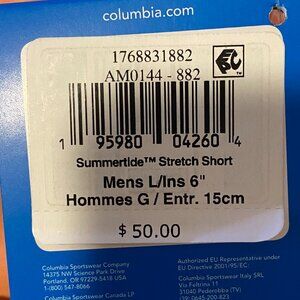 columbia.com
1768831882
AM0144 - 882
1 95980 04260 4
Summertide™ Stretch Short
Mens L/Ins 6"
Hommes G / Entr. 15cm
$ 50.00
Columbia Sportswear Company
14375 NW Science Park Drive
Portland, OR 97229-5418 USA
1-(800) 547-8066
Columbia Sportswear Canada LP
Authorized EU Representative under
EU Directive 2001/95/EC:
Columbia Sportswear Italy SRL
Via Feltrina Sud
31040 Pederobba (TV)